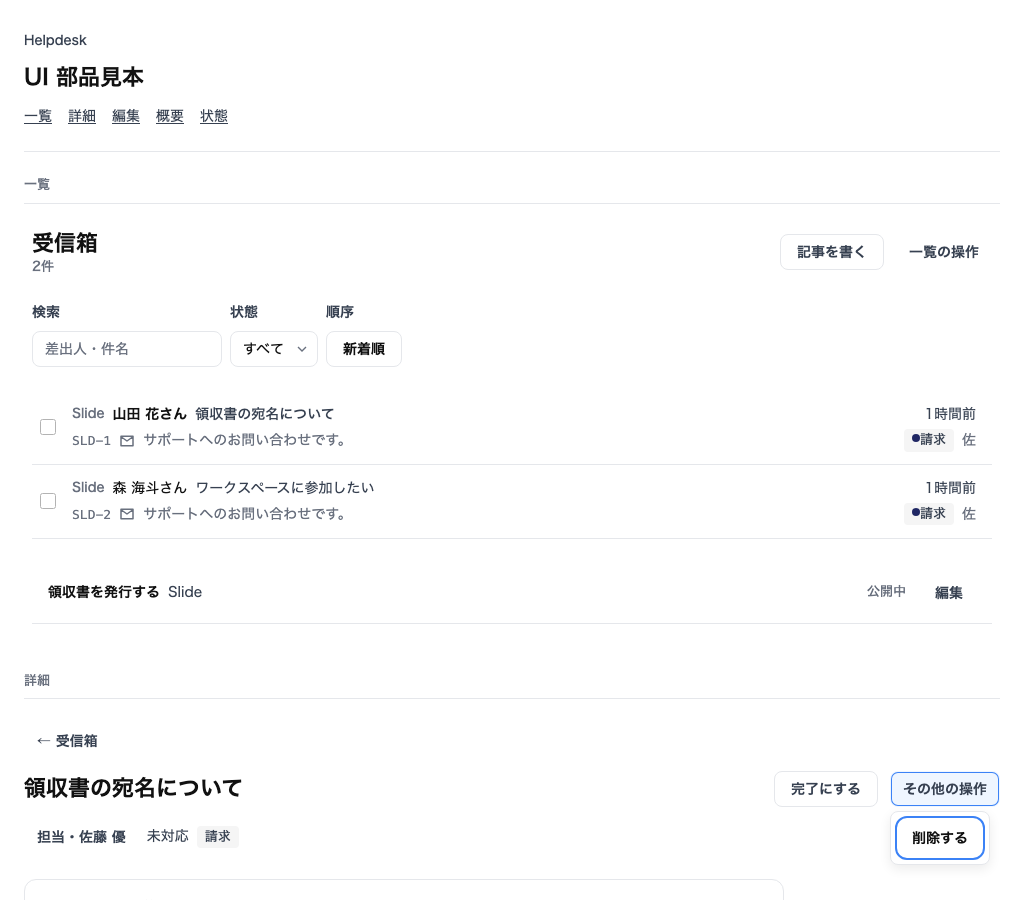 Helpdesk
UI 部品見本
一覧 詳細 編集 概要 状態
一覧
受信箱
2件
記事を書く 一覧の操作
検索 状態 順序
差出人・件名 すべて 新着順
Slide 山田 花さん 領収書の宛名について 1時間前
SLD-1 サポートへのお問い合わせです。 請求 佐
Slide 森 海斗さん ワークスペースに参加したい 1時間前
SLD-2 サポートへのお問い合わせです。 請求 佐
領収書を発行する Slide 公開中 編集
詳細
← 受信箱
領収書の宛名について 完了にする その他の操作
担当・佐藤 優 未対応 請求 削除する